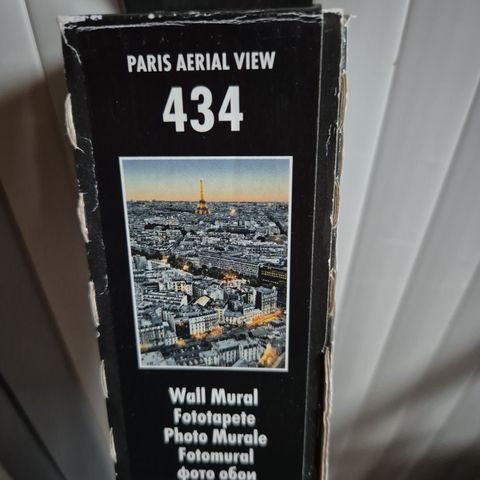 PARIS AERIAL VIEW
434
Wall Mural
Fototapete
Photo Murale
Fotomural
фото обои